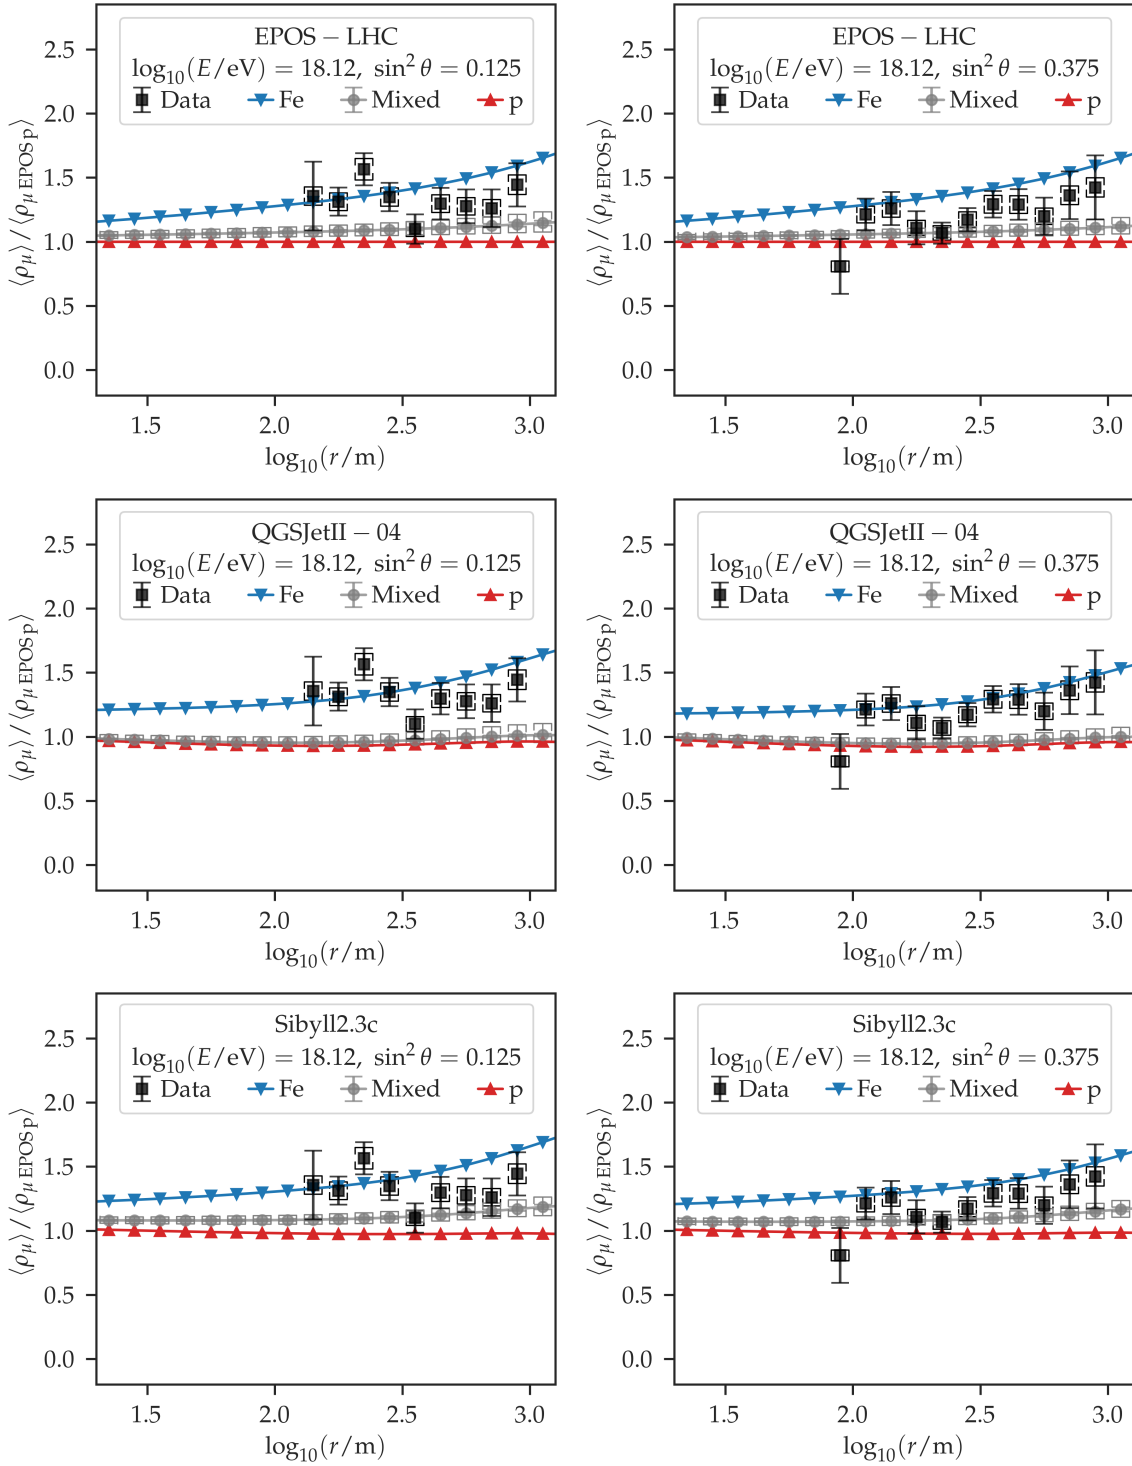 EPOS − LHC
log₁₀(E/eV) = 18.12, sin² θ = 0.125
Data Fe Mixed p
2.5
2.0
1.5
1.0
0.5
0.0
⟨ρμ⟩/⟨ρμ EPOS p⟩
1.5 2.0 2.5 3.0
log₁₀(r/m)
EPOS − LHC
log₁₀(E/eV) = 18.12, sin² θ = 0.375
Data Fe Mixed p
2.5
2.0
1.5
1.0
0.5
0.0
⟨ρμ⟩/⟨ρμ EPOS p⟩
1.5 2.0 2.5 3.0
log₁₀(r/m)
QGSJetII − 04
log₁₀(E/eV) = 18.12, sin² θ = 0.125
Data Fe Mixed p
2.5
2.0
1.5
1.0
0.5
0.0
⟨ρμ⟩/⟨ρμ EPOS p⟩
1.5 2.0 2.5 3.0
log₁₀(r/m)
QGSJetII − 04
log₁₀(E/eV) = 18.12, sin² θ = 0.375
Data Fe Mixed p
2.5
2.0
1.5
1.0
0.5
0.0
⟨ρμ⟩/⟨ρμ EPOS p⟩
1.5 2.0 2.5 3.0
log₁₀(r/m)
Sibyll2.3c
log₁₀(E/eV) = 18.12, sin² θ = 0.125
Data Fe Mixed p
2.5
2.0
1.5
1.0
0.5
0.0
⟨ρμ⟩/⟨ρμ EPOS p⟩
1.5 2.0 2.5 3.0
log₁₀(r/m)
Sibyll2.3c
log₁₀(E/eV) = 18.12, sin² θ = 0.375
Data Fe Mixed p
2.5
2.0
1.5
1.0
0.5
0.0
⟨ρμ⟩/⟨ρμ EPOS p⟩
1.5 2.0 2.5 3.0
log₁₀(r/m)